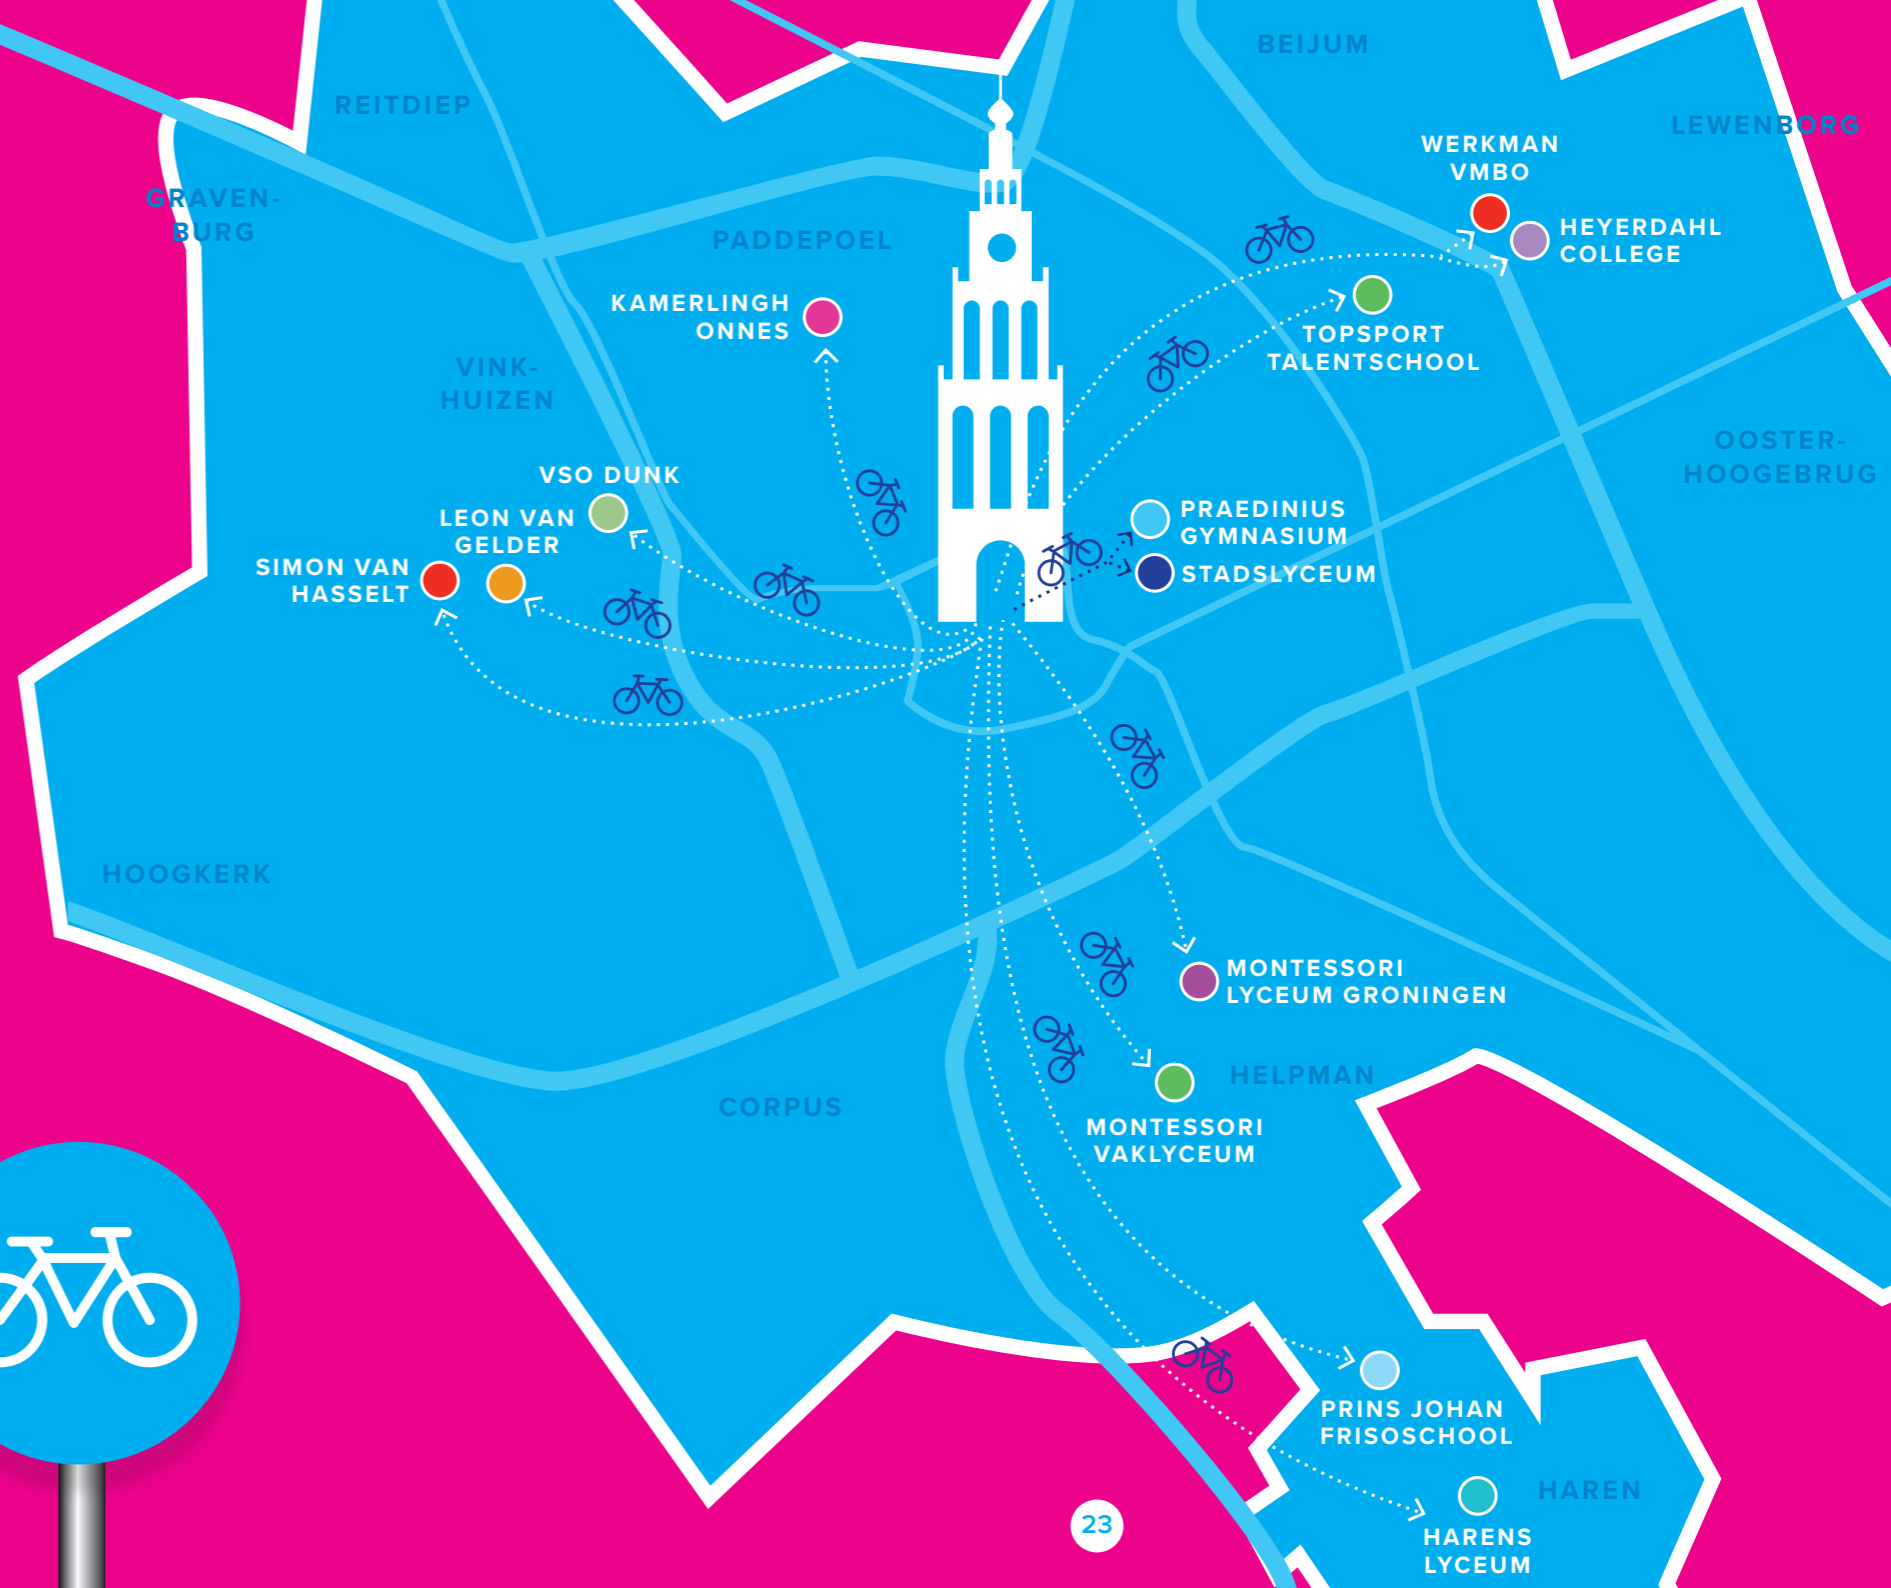 BEIJUM
REITDIEP
LEWENBORG
WERKMAN
VMBO
GRAVEN-
BURG
HEYERDAHL
COLLEGE
PADDEPOEL
KAMERLINGH
ONNES
TOPSPORT
TALENTSCHOOL
VINK-
HUIZEN
OOSTER-
HOOGEBRUG
VSO DUNK
LEON VAN
GELDER
PRAEDINIUS
GYMNASIUM
SIMON VAN
HASSELT
STADSLYCEUM
HOOGKERK
MONTESSORI
LYCEUM GRONINGEN
HELPMAN
CORPUS
MONTESSORI
VAKLYCEUM
PRINS JOHAN
FRISOSCHOOL
HAREN
23
HARENS
LYCEUM